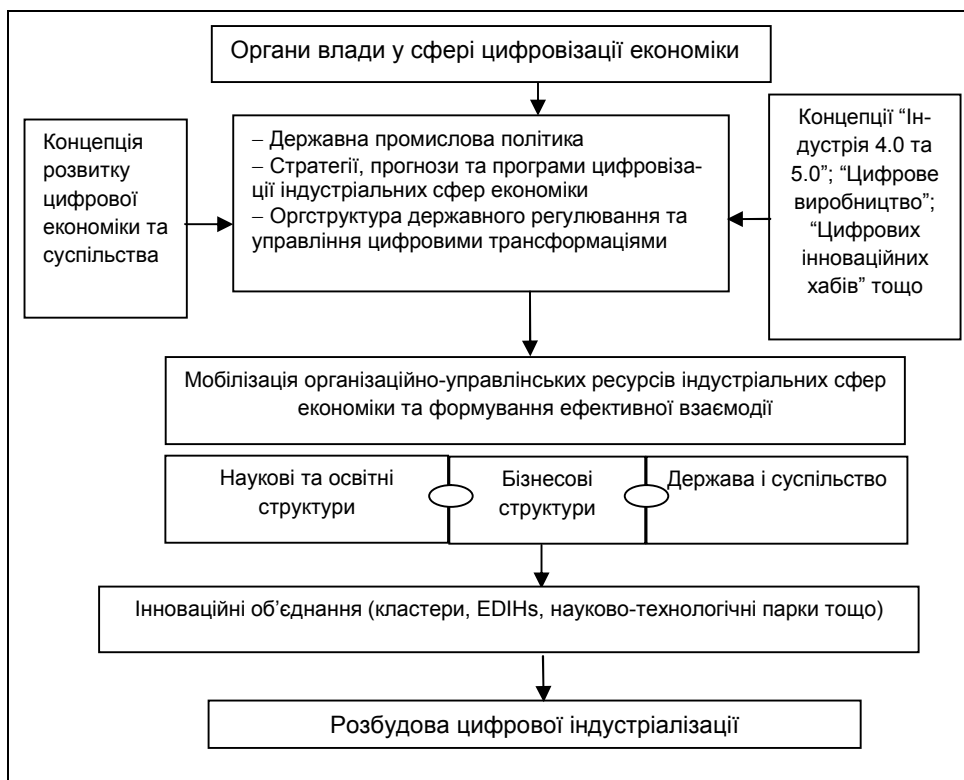 Органи влади у сфері цифровізації економіки
Концепція
розвитку
цифрової
економіки та
суспільства
– Державна промислова політика
– Стратегії, прогнози та програми цифровіза-
ції індустріальних сфер економіки
– Оргструктура державного регулювання та
управління цифровими трансформаціями
Концепції “Ін-
дустрія 4.0 та
5.0”; “Цифрове
виробництво”;
“Цифрових
інноваційних
хабів” тощо
Мобілізація організаційно-управлінських ресурсів індустріальних сфер
економіки та формування ефективної взаємодії
Наукові та освітні
структури
Бізнесові
структури
Держава і суспільство
Інноваційні об’єднання (кластери, EDIHs, науково-технологічні парки тощо)
Розбудова цифрової індустріалізації